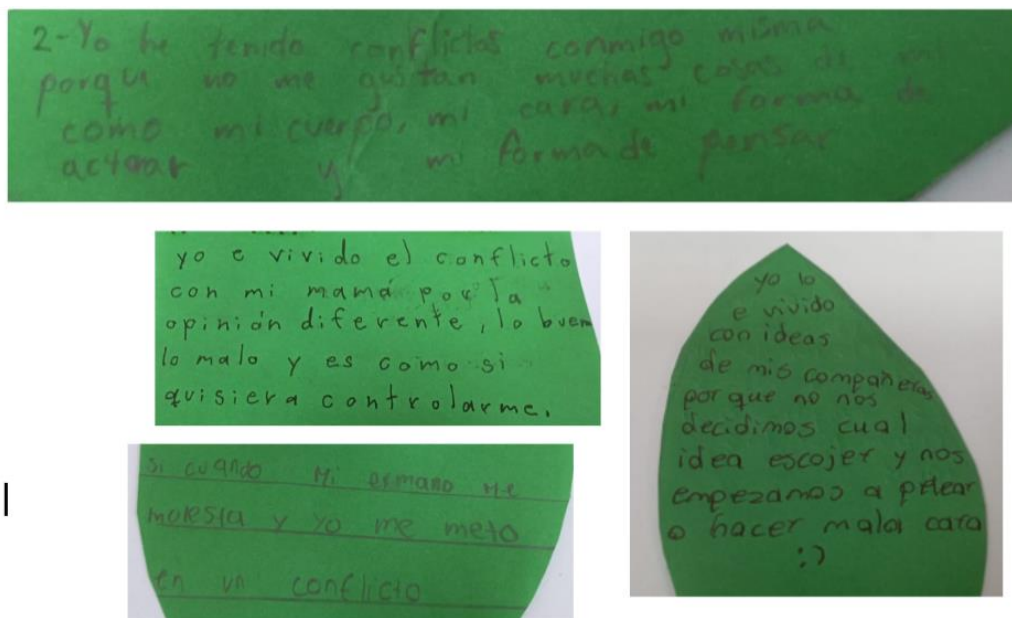 2-Yo he tenido conflictos conmigo misma
porqu no me gustan muchas cosas de mi
como mi cuerpo, mi cara, mi forma de
actuar y mi forma de pensar
yo e vivido el conflicto
con mi mamá por la
opinión diferente, lo buen
lo malo y es como si
quisiera controlarme.
si cuando Mi ermano me
molesta y yo me meto
en un conflicto
yo lo
e vivido
con ideas
de mis compañeras
porque no nos
decidimos cual
idea escojer y nos
empezamos a pelear
o hacer mala cara
:)